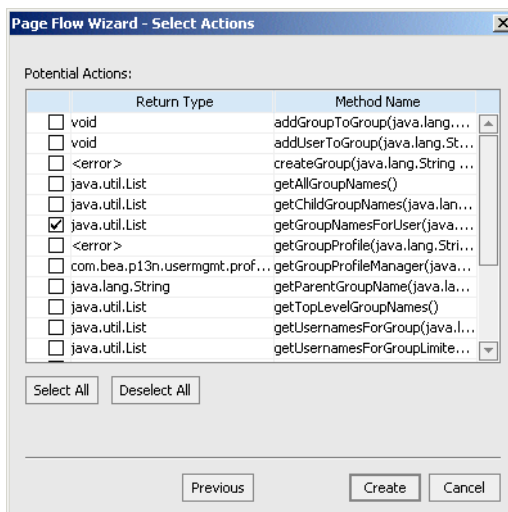 Page Flow Wizard - Select Actions
Potential Actions:
Return Type Method Name
void addGroupToGroup(java.lang....
void addUserToGroup(java.lang.St...
<error> createGroup(java.lang.String ...
java.util.List getAllGroupNames()
java.util.List getChildGroupNames(java.lan...
java.util.List getGroupNamesForUser(java....
<error> getGroupProfile(java.lang.Stri...
com.bea.p13n.usermgmt.prof... getGroupProfileManager(java...
java.lang.String getParentGroupName(java.la...
java.util.List getTopLevelGroupNames()
java.util.List getUsernamesForGroup(java.l...
java.util.List getUsernamesForGroupLimite...
Select All Deselect All
Previous Create Cancel